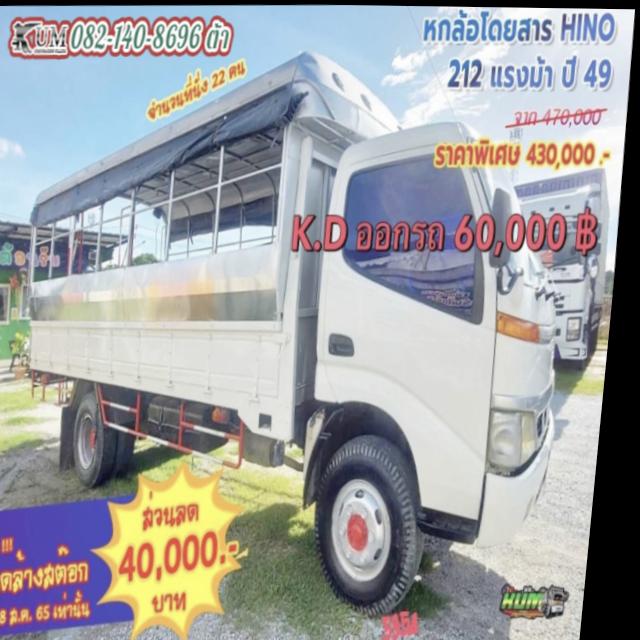 KUM 082-140-8696 ต้า
หกล้อโดยสาร HINO
212 แรงม้า ปี 49
จำนวนที่นั่ง 22 คน
จาก 470,000
ราคาพิเศษ 430,000.-
K.D ออกรถ 60,000 ฿
!!!
ล้างสต๊อก
8 ส.ค. 65 เท่านั้น
ส่วนลด
40,000.-
บาท
KUM